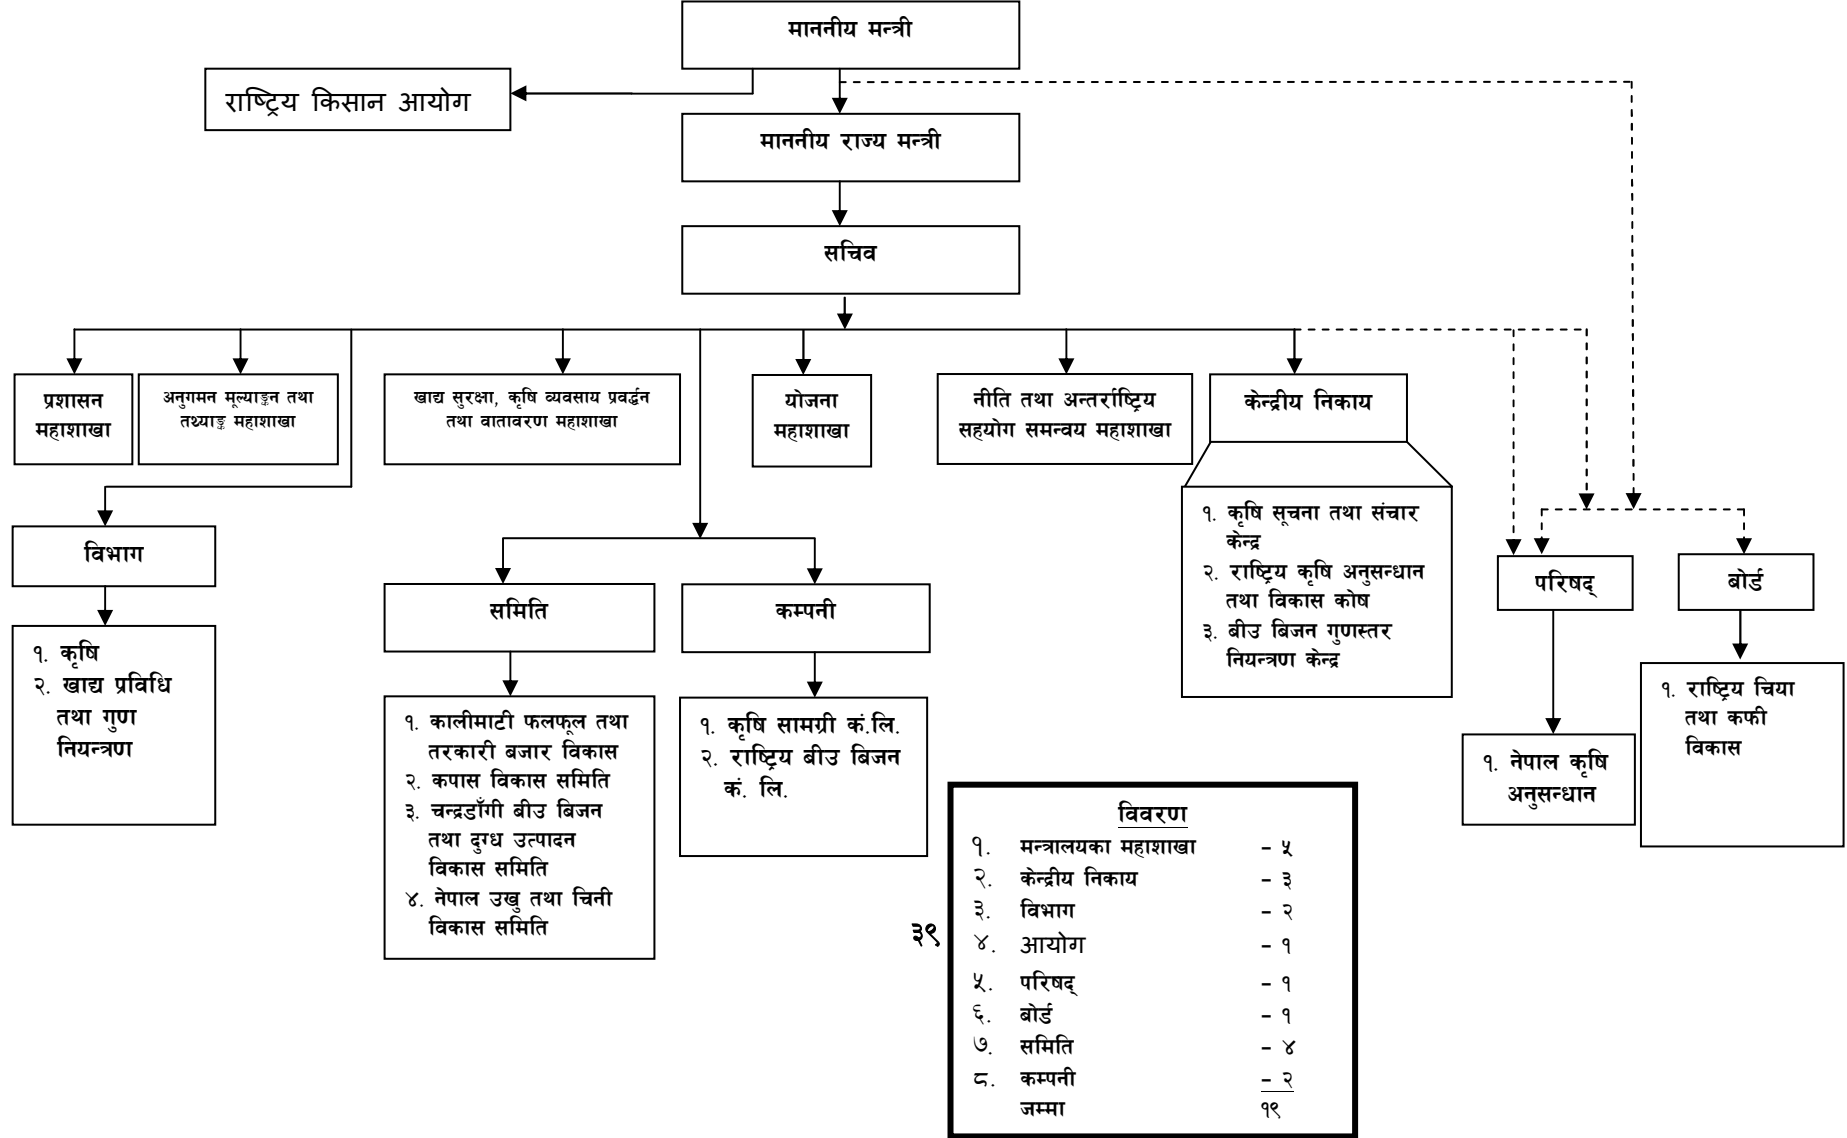 माननीय मन्त्री
राष्ट्रिय किसान आयोग
माननीय राज्य मन्त्री
सचिव
प्रशासन
महाशाखा
अनुगमन मूल्याङ्कन तथा
तथ्याङ्क महाशाखा
खाद्य सुरक्षा, कृषि व्यवसाय प्रवर्द्धन
तथा वातावरण महाशाखा
योजना
महाशाखा
नीति तथा अन्तर्राष्ट्रिय
सहयोग समन्वय महाशाखा
केन्द्रीय निकाय
१. कृषि सूचना तथा संचार
केन्द्र
२. राष्ट्रिय कृषि अनुसन्धान
तथा विकास कोष
३. बीउ बिजन गुणस्तर
नियन्त्रण केन्द्र
विभाग
१. कृषि
२. खाद्य प्रविधि
तथा गुण
नियन्त्रण
समिति
१. कालीमाटी फलफूल तथा
तरकारी बजार विकास
२. कपास विकास समिति
३. चन्द्रडाँगी बीउ बिजन
तथा दुग्ध उत्पादन
विकास समिति
४. नेपाल उखु तथा चिनी
विकास समिति
कम्पनी
१. कृषि सामग्री कं.लि.
२. राष्ट्रिय बीउ बिजन
कं. लि.
परिषद्
१. नेपाल कृषि
अनुसन्धान
बोर्ड
१. राष्ट्रिय चिया
तथा कफी
विकास
३९
विवरण
१. मन्त्रालयका महाशाखा - ५
२. केन्द्रीय निकाय - ३
३. विभाग - २
४. आयोग - १
५. परिषद् - १
६. बोर्ड - १
७. समिति - ४
८. कम्पनी - २
जम्मा १९